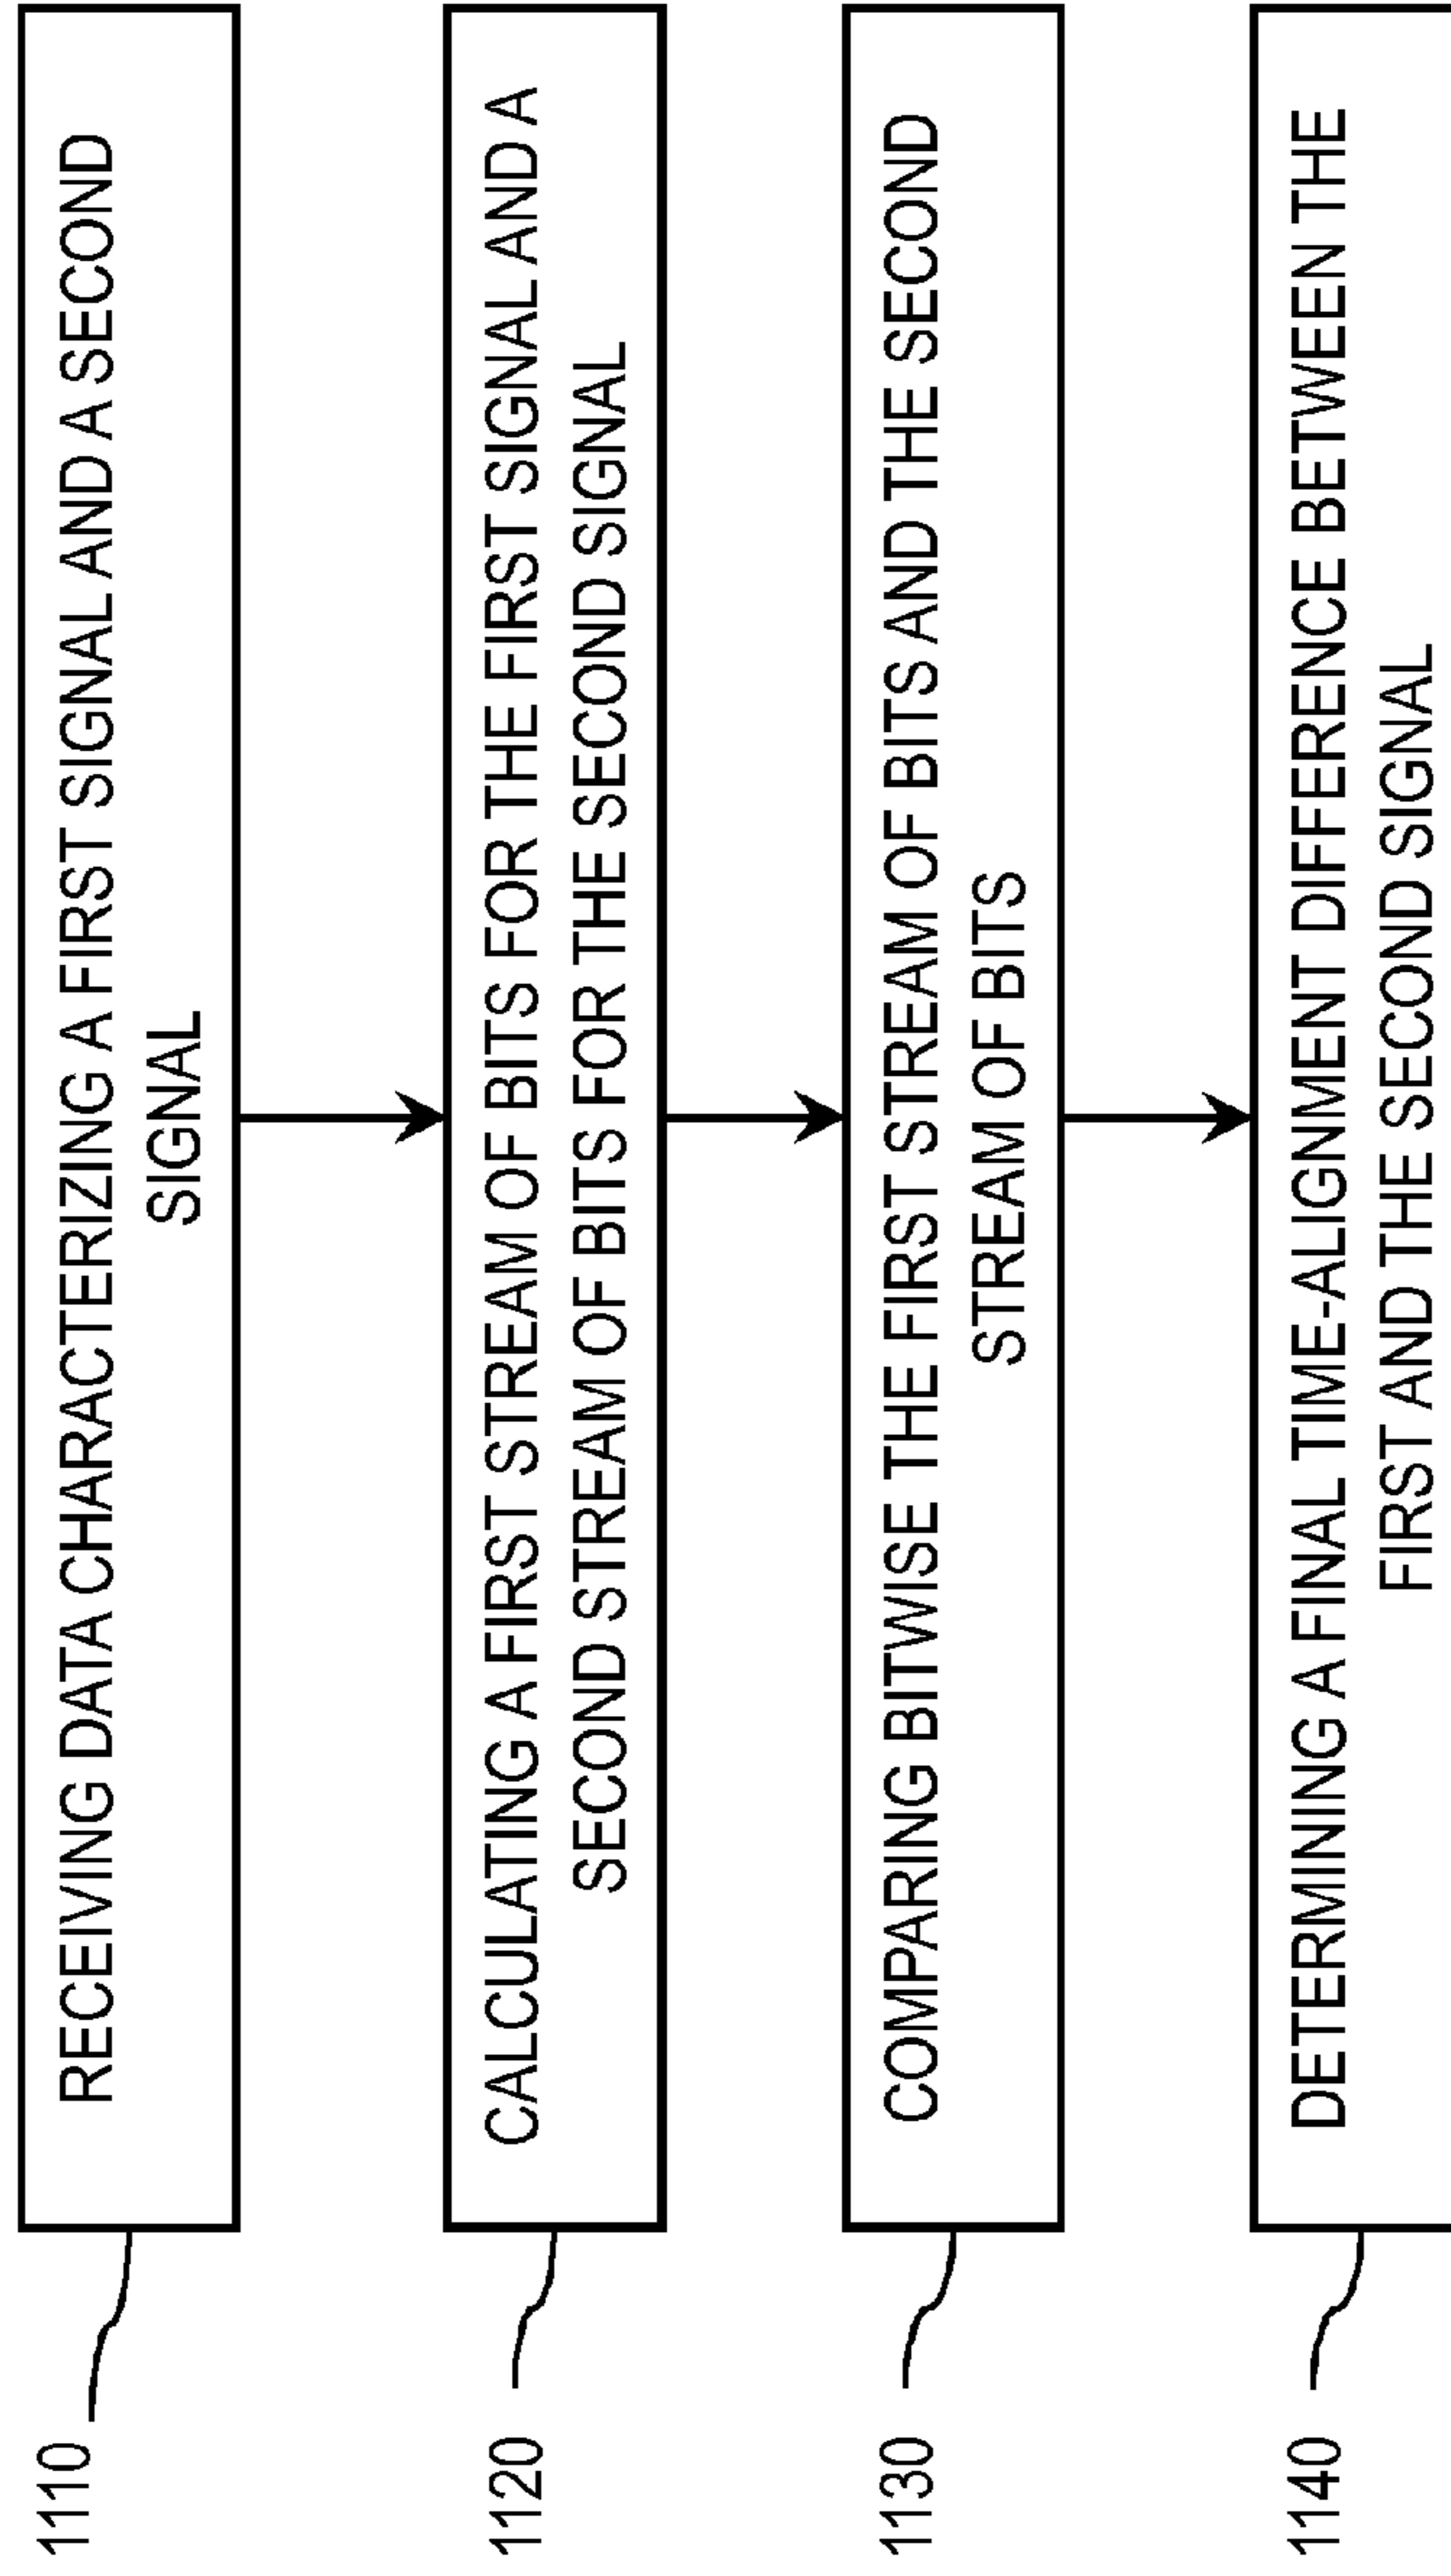 1110
RECEIVING DATA CHARACTERIZING A FIRST SIGNAL AND A SECOND
SIGNAL
1120
CALCULATING A FIRST STREAM OF BITS FOR THE FIRST SIGNAL AND A
SECOND STREAM OF BITS FOR THE SECOND SIGNAL
1130
COMPARING BITWISE THE FIRST STREAM OF BITS AND THE SECOND
STREAM OF BITS
1140
DETERMINING A FINAL TIME-ALIGNMENT DIFFERENCE BETWEEN THE
FIRST AND THE SECOND SIGNAL